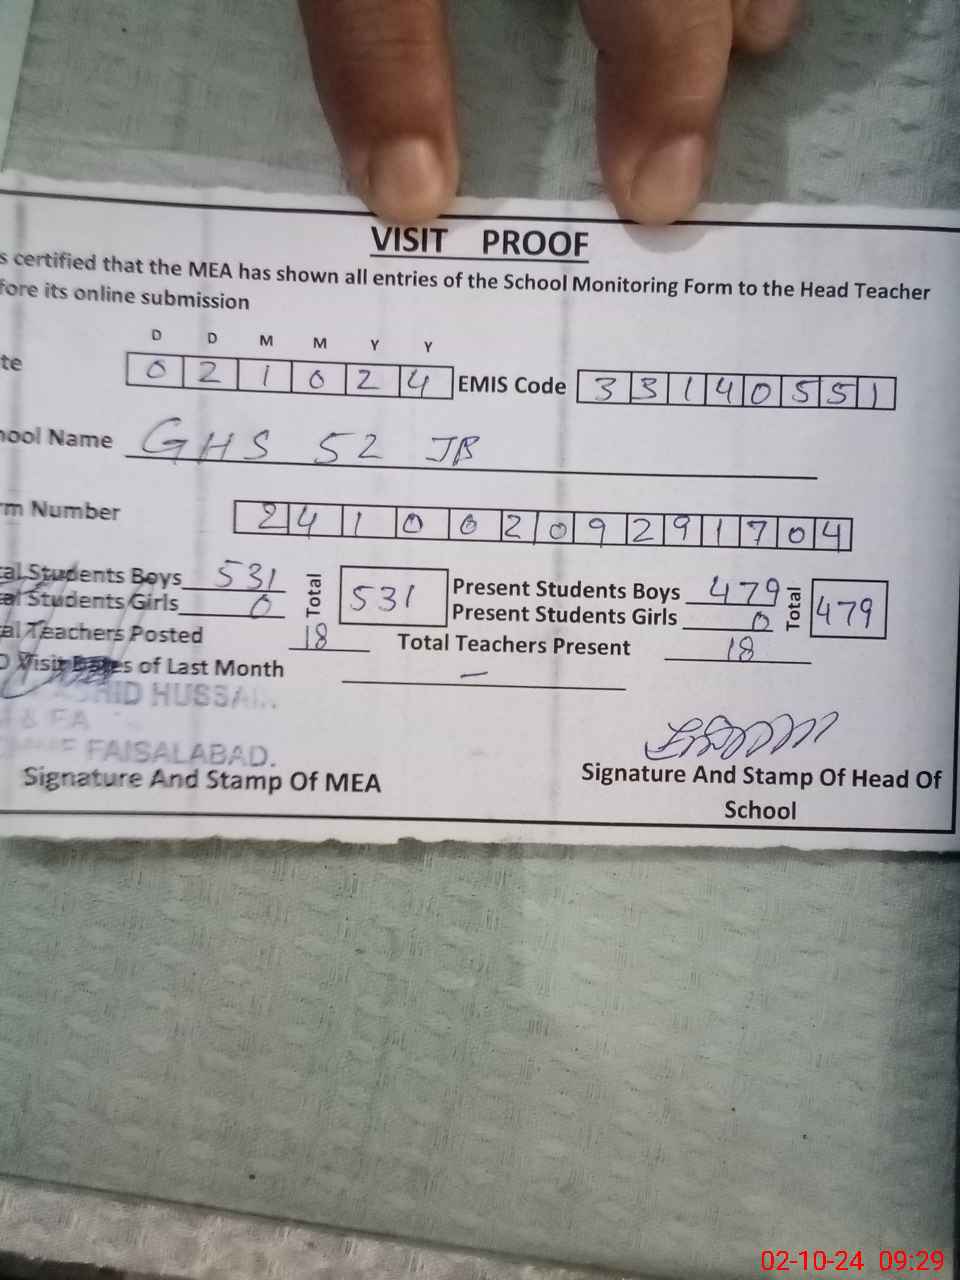 VISIT PROOF
s certified that the MEA has shown all entries of the School Monitoring Form to the Head Teacher
fore its online submission
D D M M Y Y
te 0 2 1 0 2 4 EMIS Code 3 3 1 4 0 5 5 1
hool Name GHS 52 JB
rm Number 2 4 1 0 0 2 0 9 2 9 1 7 0 4
al Students Boys 531 Total 531 Present Students Boys 479 Total 479
al Students Girls 0 Present Students Girls 0
al Teachers Posted 18 Total Teachers Present 18
Visit Dates of Last Month —
SHID HUSSAIN
& EA
FAISALABAD.
Signature And Stamp Of MEA Signature And Stamp Of Head Of
School
02-10-24 09:29